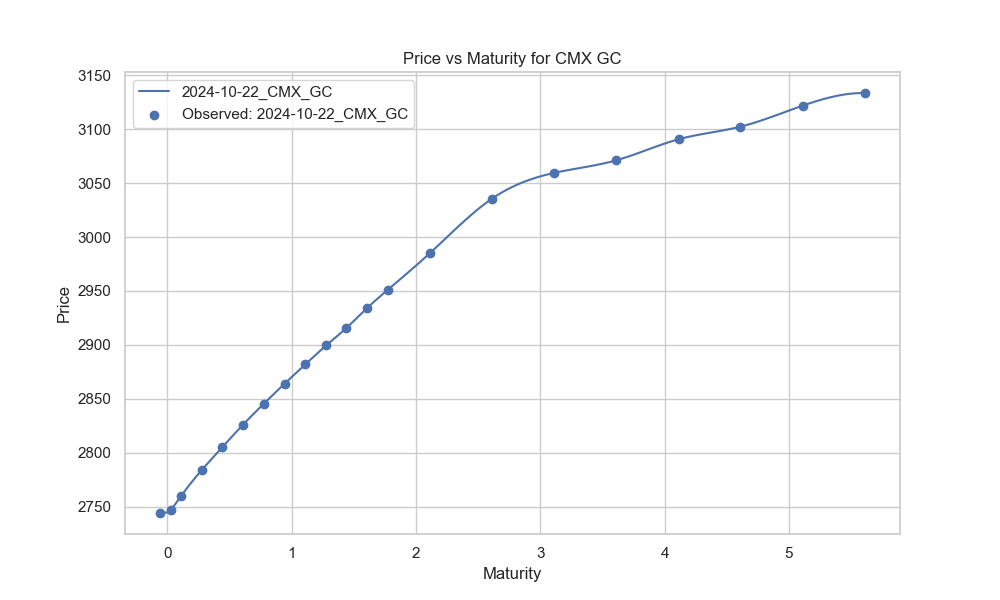 Price vs Maturity for CMX GC
2024-10-22_CMX_GC
Observed: 2024-10-22_CMX_GC
3150
3100
3050
3000
2950
2900
2850
2800
2750
Price
0 1 2 3 4 5
Maturity